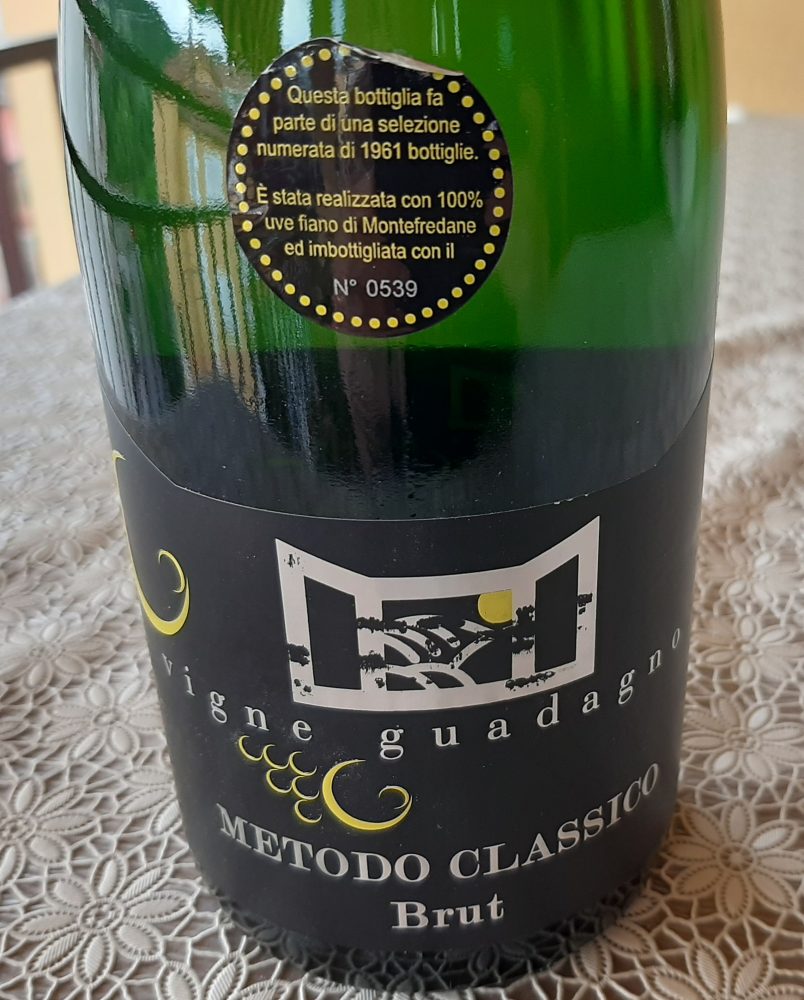 Questa bottiglia fa
parte di una selezione
numerata di 1961 bottiglie.
È stata realizzata con 100%
uve fiano di Montefredane
ed imbottigliata con il
N° 0539
vigne guadagno
METODO CLASSICO
Brut